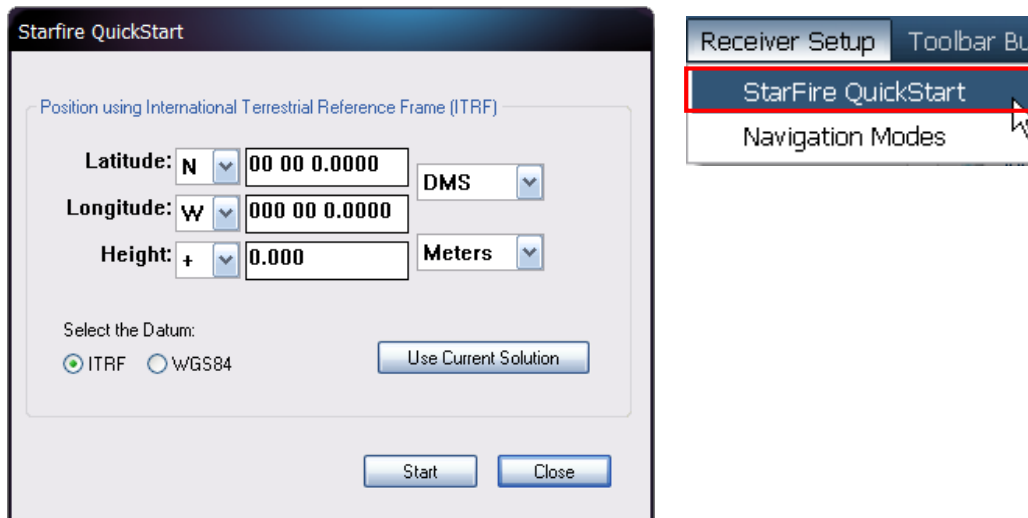 Starfire QuickStart
Position using International Terrestrial Reference Frame (ITRF)
Latitude: N 00 00 0.0000 DMS
Longitude: W 000 00 0.0000
Height: + 0.000 Meters
Select the Datum:
ITRF WGS84 Use Current Solution
Start Close
Receiver Setup Toolbar Bu
StarFire QuickStart
Navigation Modes